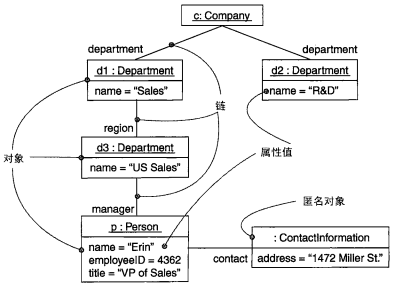 c: Company
department
department
d1 : Department
name = “Sales”
d2 : Department
name = “R&D”
链
region
对象
d3 : Department
name = “US Sales”
属性值
manager
匿名对象
p : Person
name = “Erin”
employeeID = 4362
title = “VP of Sales”
contact
: ContactInformation
address = “1472 Miller St.”